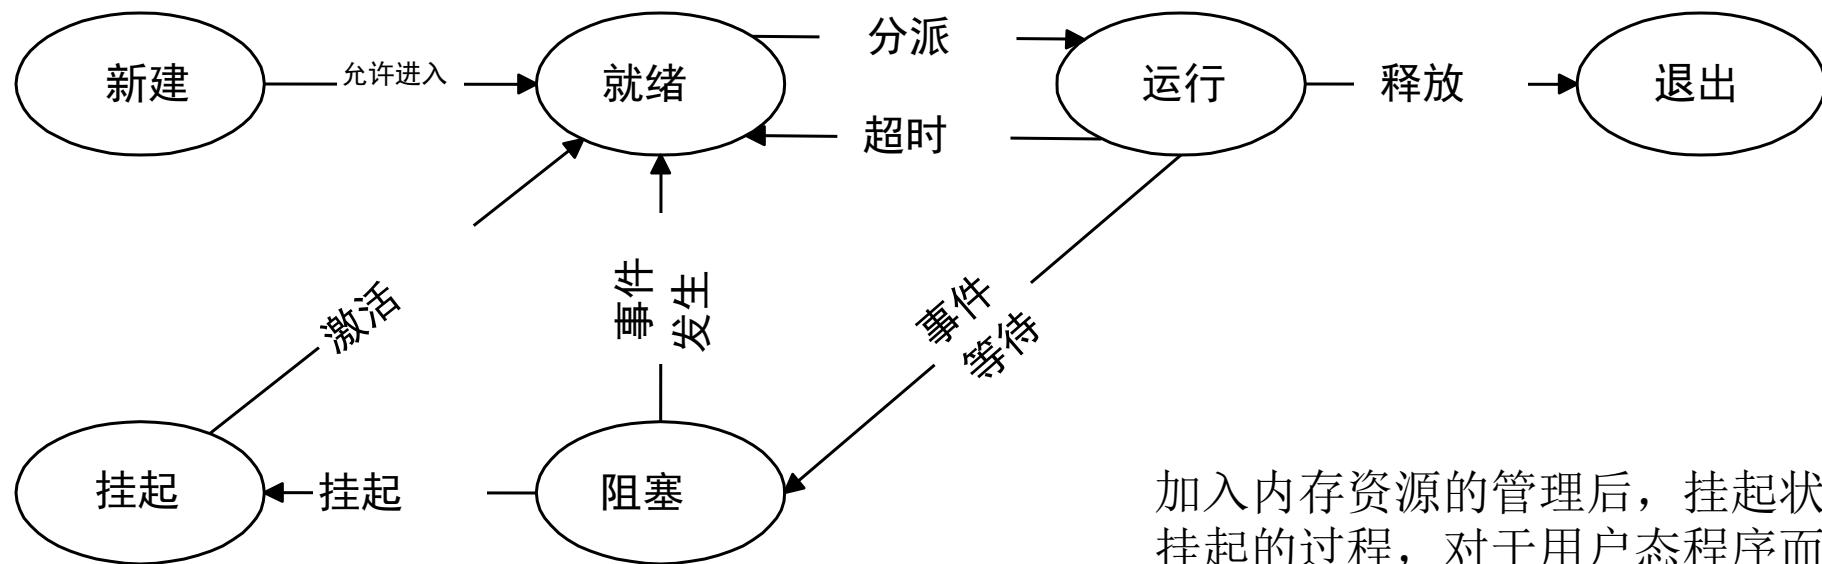 新建
允许进入
就绪
分派
超时
运行
释放
退出
激活
事件
发生
事件
等待
挂起
挂起
阻塞
加入内存资源的管理后，挂起状
挂起的过程，对于用户态程序而